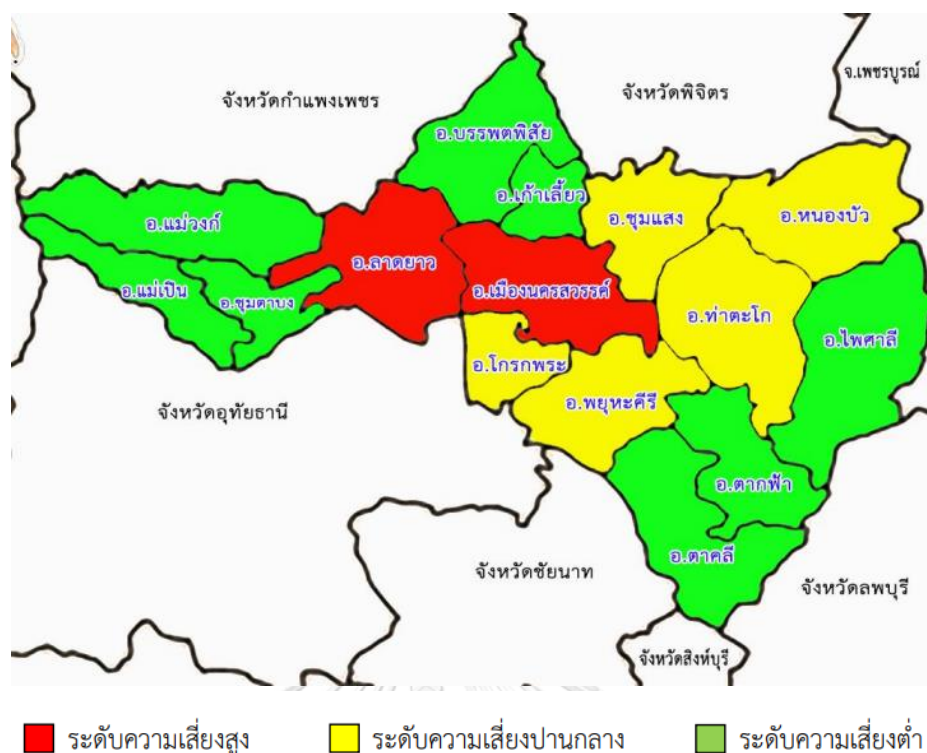 จ.เพชรบูรณ์
จังหวัดกำแพงเพชร
จังหวัดพิจิตร
อ.บรรพตพิสัย
อ.เก้าเลี้ยว
อ.ชุมแสง
อ.หนองบัว
อ.แม่วงก์
อ.ลาดยาว
อ.เมืองนครสวรรค์
อ.แม่เปิน
อ.ชุมตาบง
อ.ท่าตะโก
อ.ไพศาลี
อ.โกรกพระ
อ.พยุหะคีรี
จังหวัดอุทัยธานี
อ.ตากฟ้า
อ.ตาคลี
จังหวัดชัยนาท
จังหวัดลพบุรี
จังหวัดสิงห์บุรี
ระดับความเสี่ยงสูง
ระดับความเสี่ยงปานกลาง
ระดับความเสี่ยงต่ำ